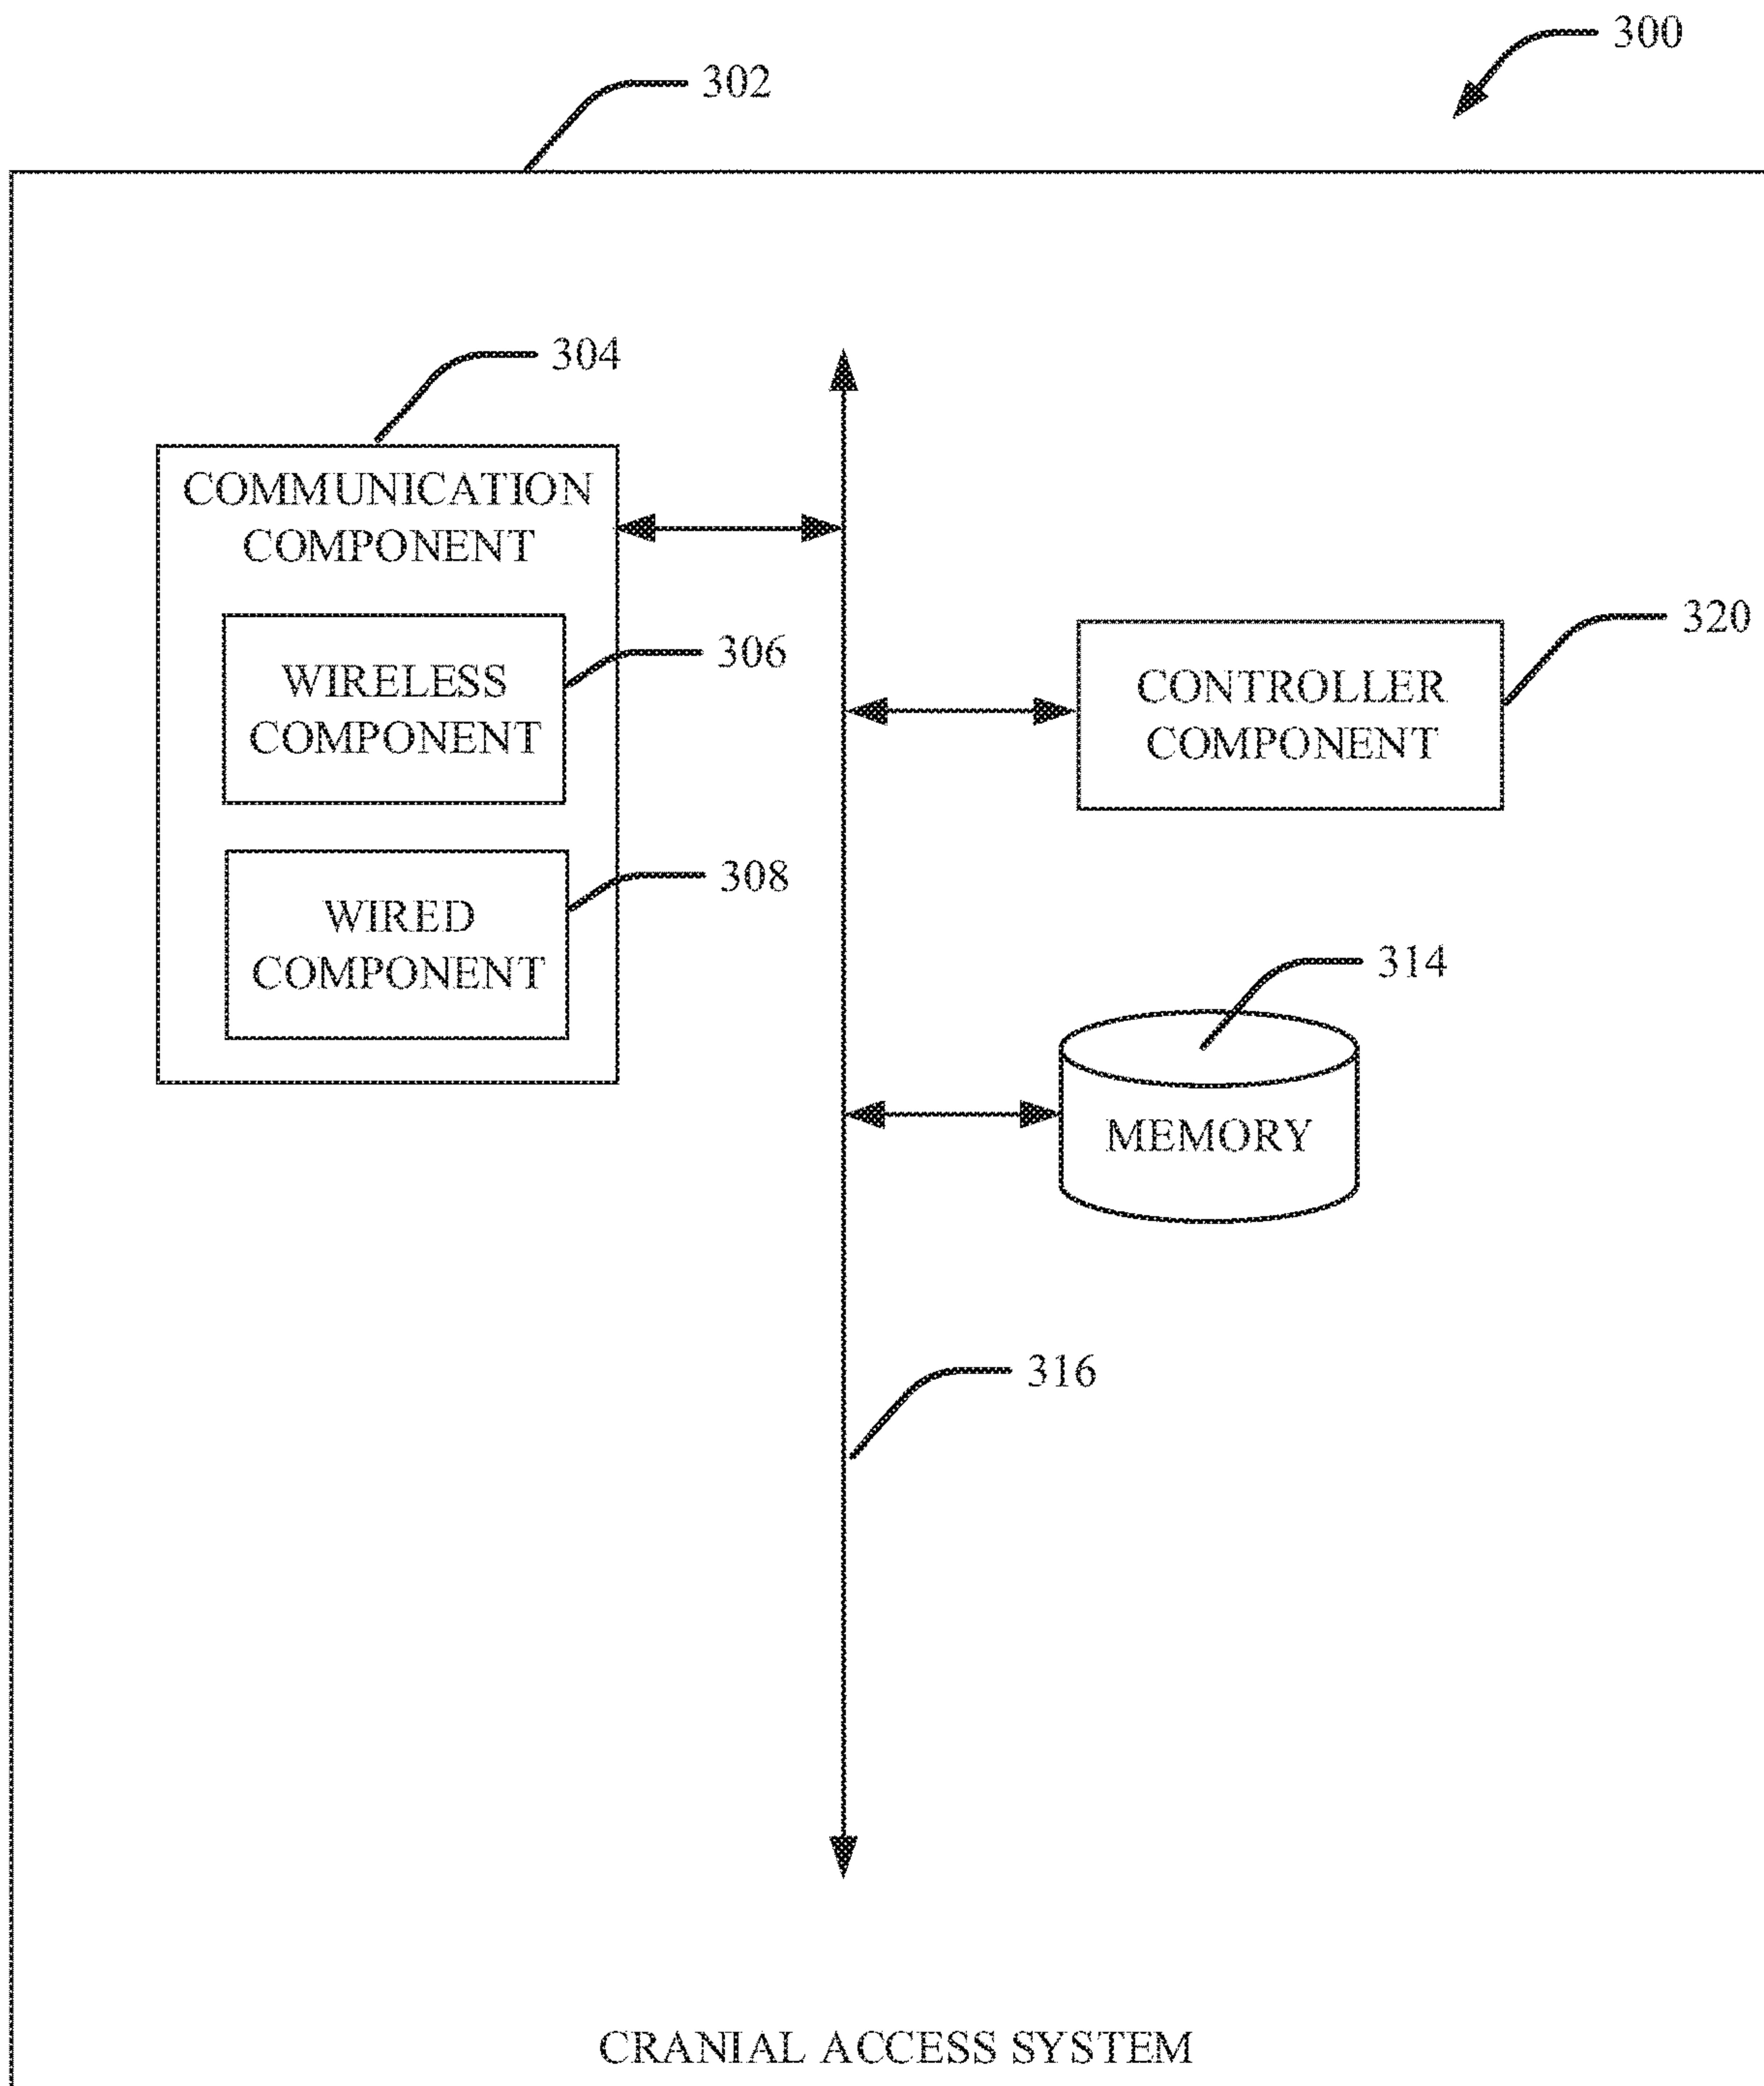 300
302
304
COMMUNICATION
COMPONENT
WIRELESS
COMPONENT
306
WIRED
COMPONENT
308
320
CONTROLLER
COMPONENT
314
MEMORY
316
CRANIAL ACCESS SYSTEM